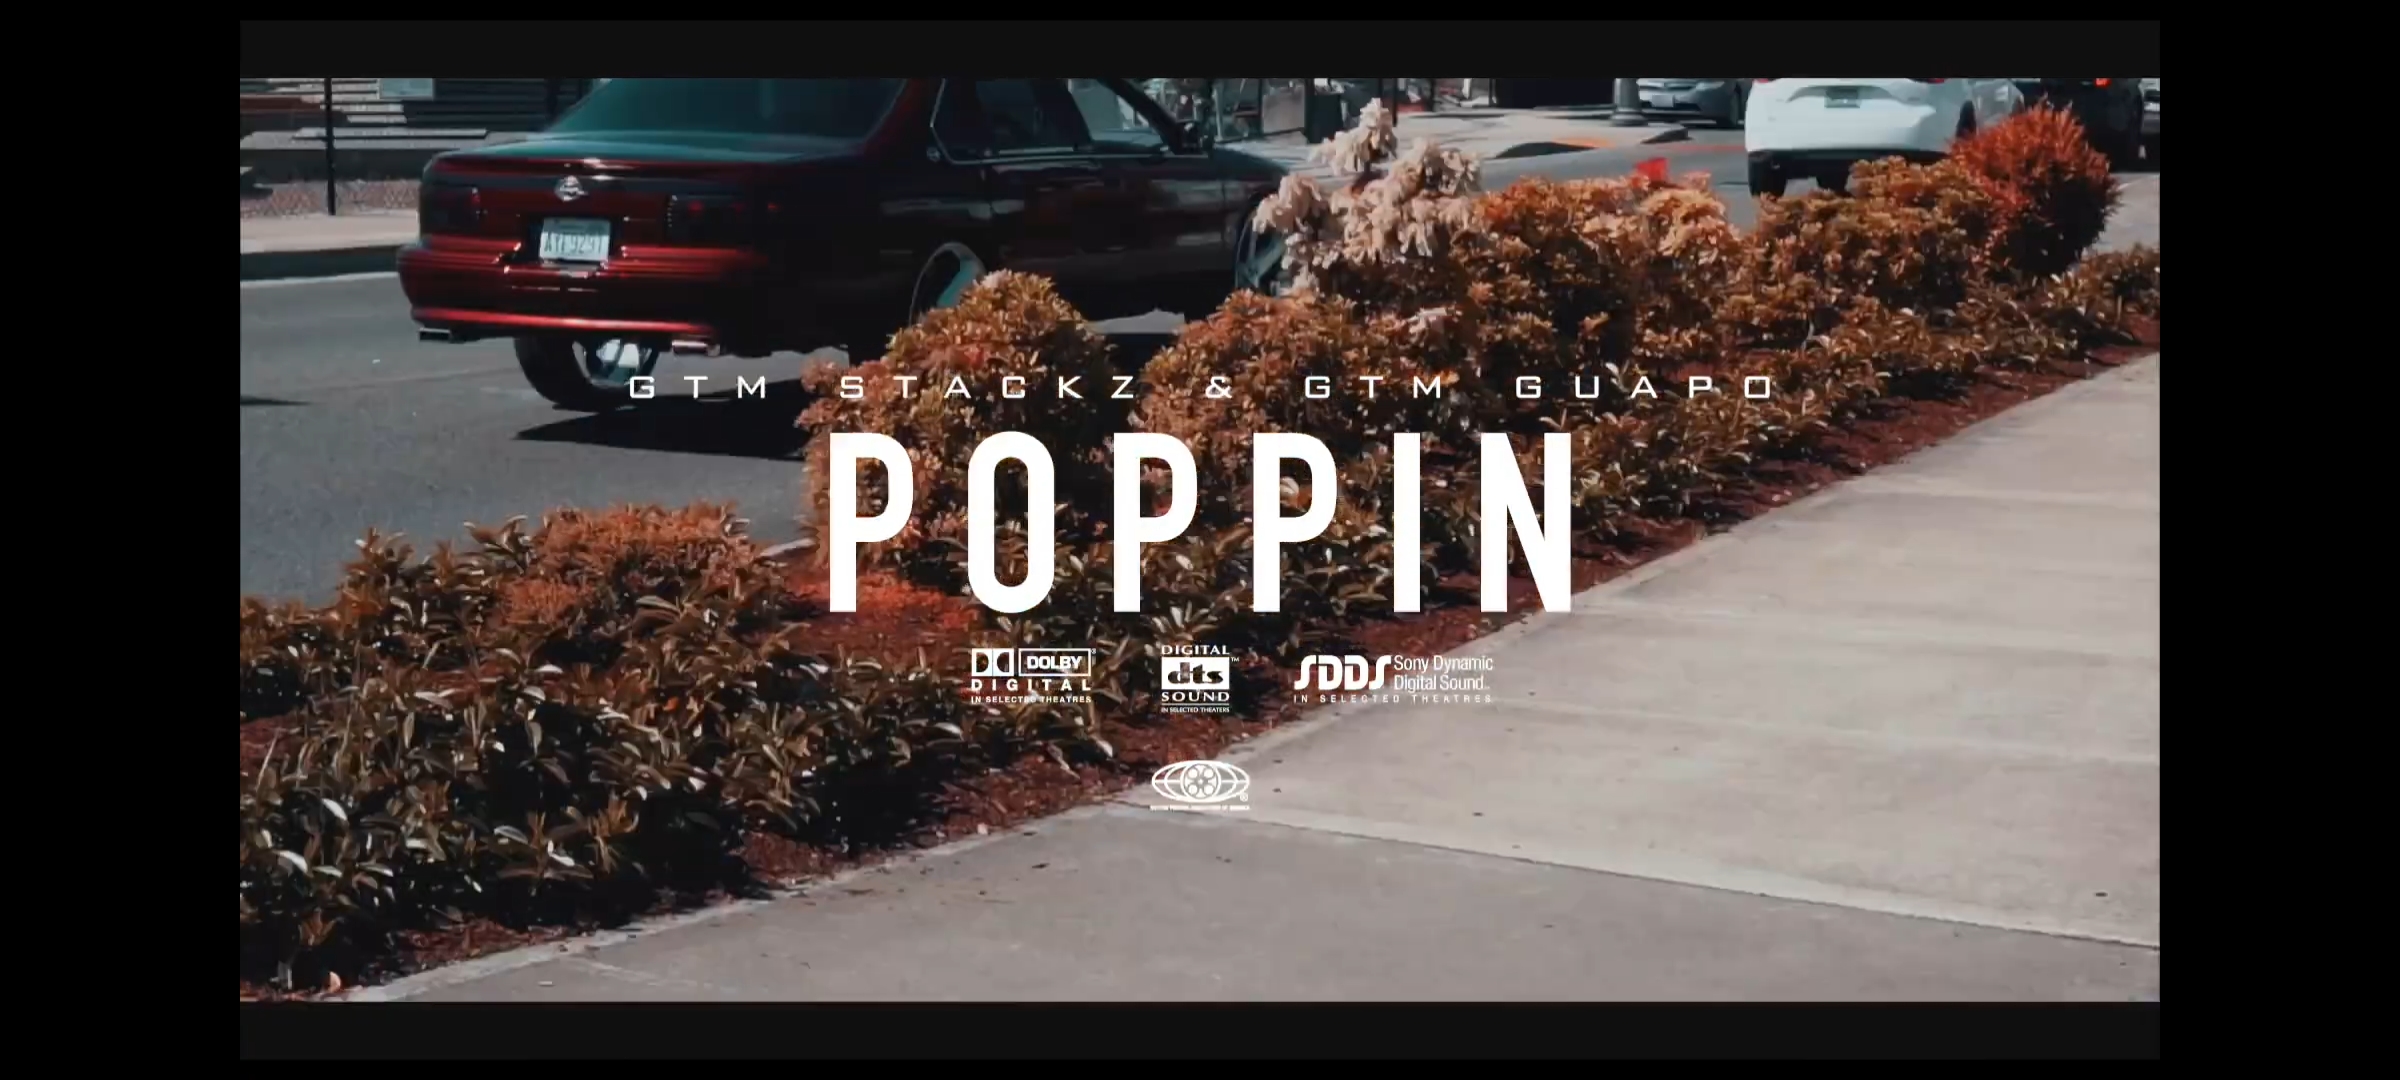 GTM STACKZ & GTM GUAPO
POPPIN
DOLBY
DIGITAL
IN SELECTED THEATRES
DIGITAL
dts
SOUND
IN SELECTED THEATERS
SDDS Sony Dynamic
Digital Sound
IN SELECTED THEATRES